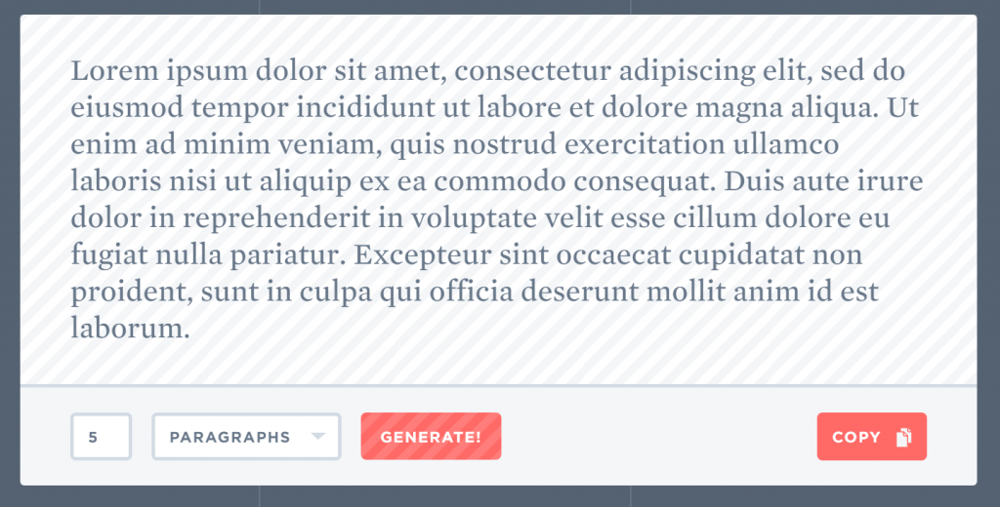 Lorem ipsum dolor sit amet, consectetur adipiscing elit, sed do
eiusmod tempor incididunt ut labore et dolore magna aliqua. Ut
enim ad minim veniam, quis nostrud exercitation ullamco
laboris nisi ut aliquip ex ea commodo consequat. Duis aute irure
dolor in reprehenderit in voluptate velit esse cillum dolore eu
fugiat nulla pariatur. Excepteur sint occaecat cupidatat non
proident, sunt in culpa qui officia deserunt mollit anim id est
laborum.
5 PARAGRAPHS GENERATE! COPY